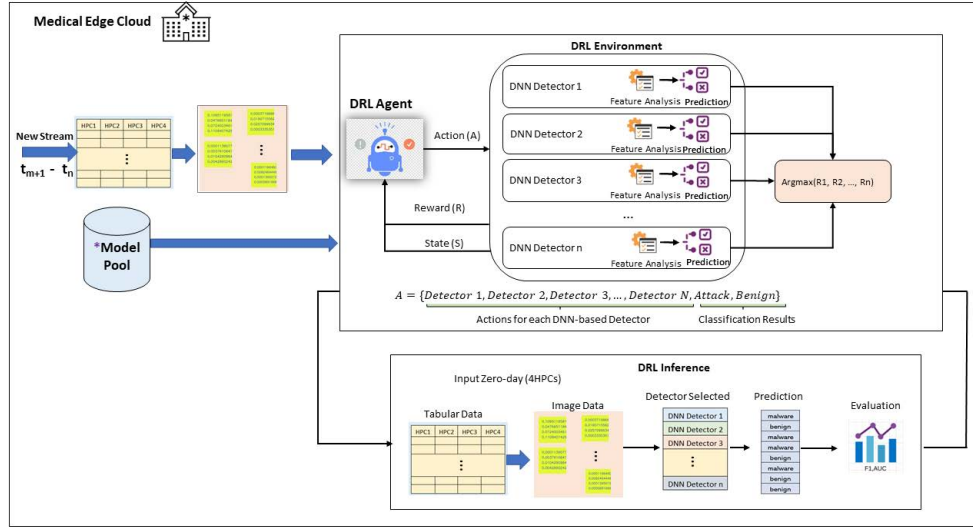 Medical Edge Cloud
DRL Environment
DNN Detector 1
Feature Analysis
Prediction
DRL Agent
HPC1 HPC2 HPC3 HPC4
New Stream
t_{m+1} - t_n
Action (A)
DNN Detector 2
Feature Analysis
Prediction
DNN Detector 3
Feature Analysis
Prediction
Argmax(R1, R2, ..., Rn)
Reward (R)
...
State (S)
DNN Detector n
Feature Analysis
Prediction
*Model
Pool
A = {Detector 1, Detector 2, Detector 3, ... , Detector N, Attack, Benign}
Actions for each DNN-based Detector
Classification Results
DRL Inference
Input Zero-day (4HPCs)
Tabular Data
HPC1 HPC2 HPC3 HPC4
Image Data
Detector Selected
DNN Detector 1
DNN Detector 2
DNN Detector 3
DNN Detector n
Prediction
malware
benign
malware
malware
benign
malware
benign
benign
Evaluation
F1,AUC